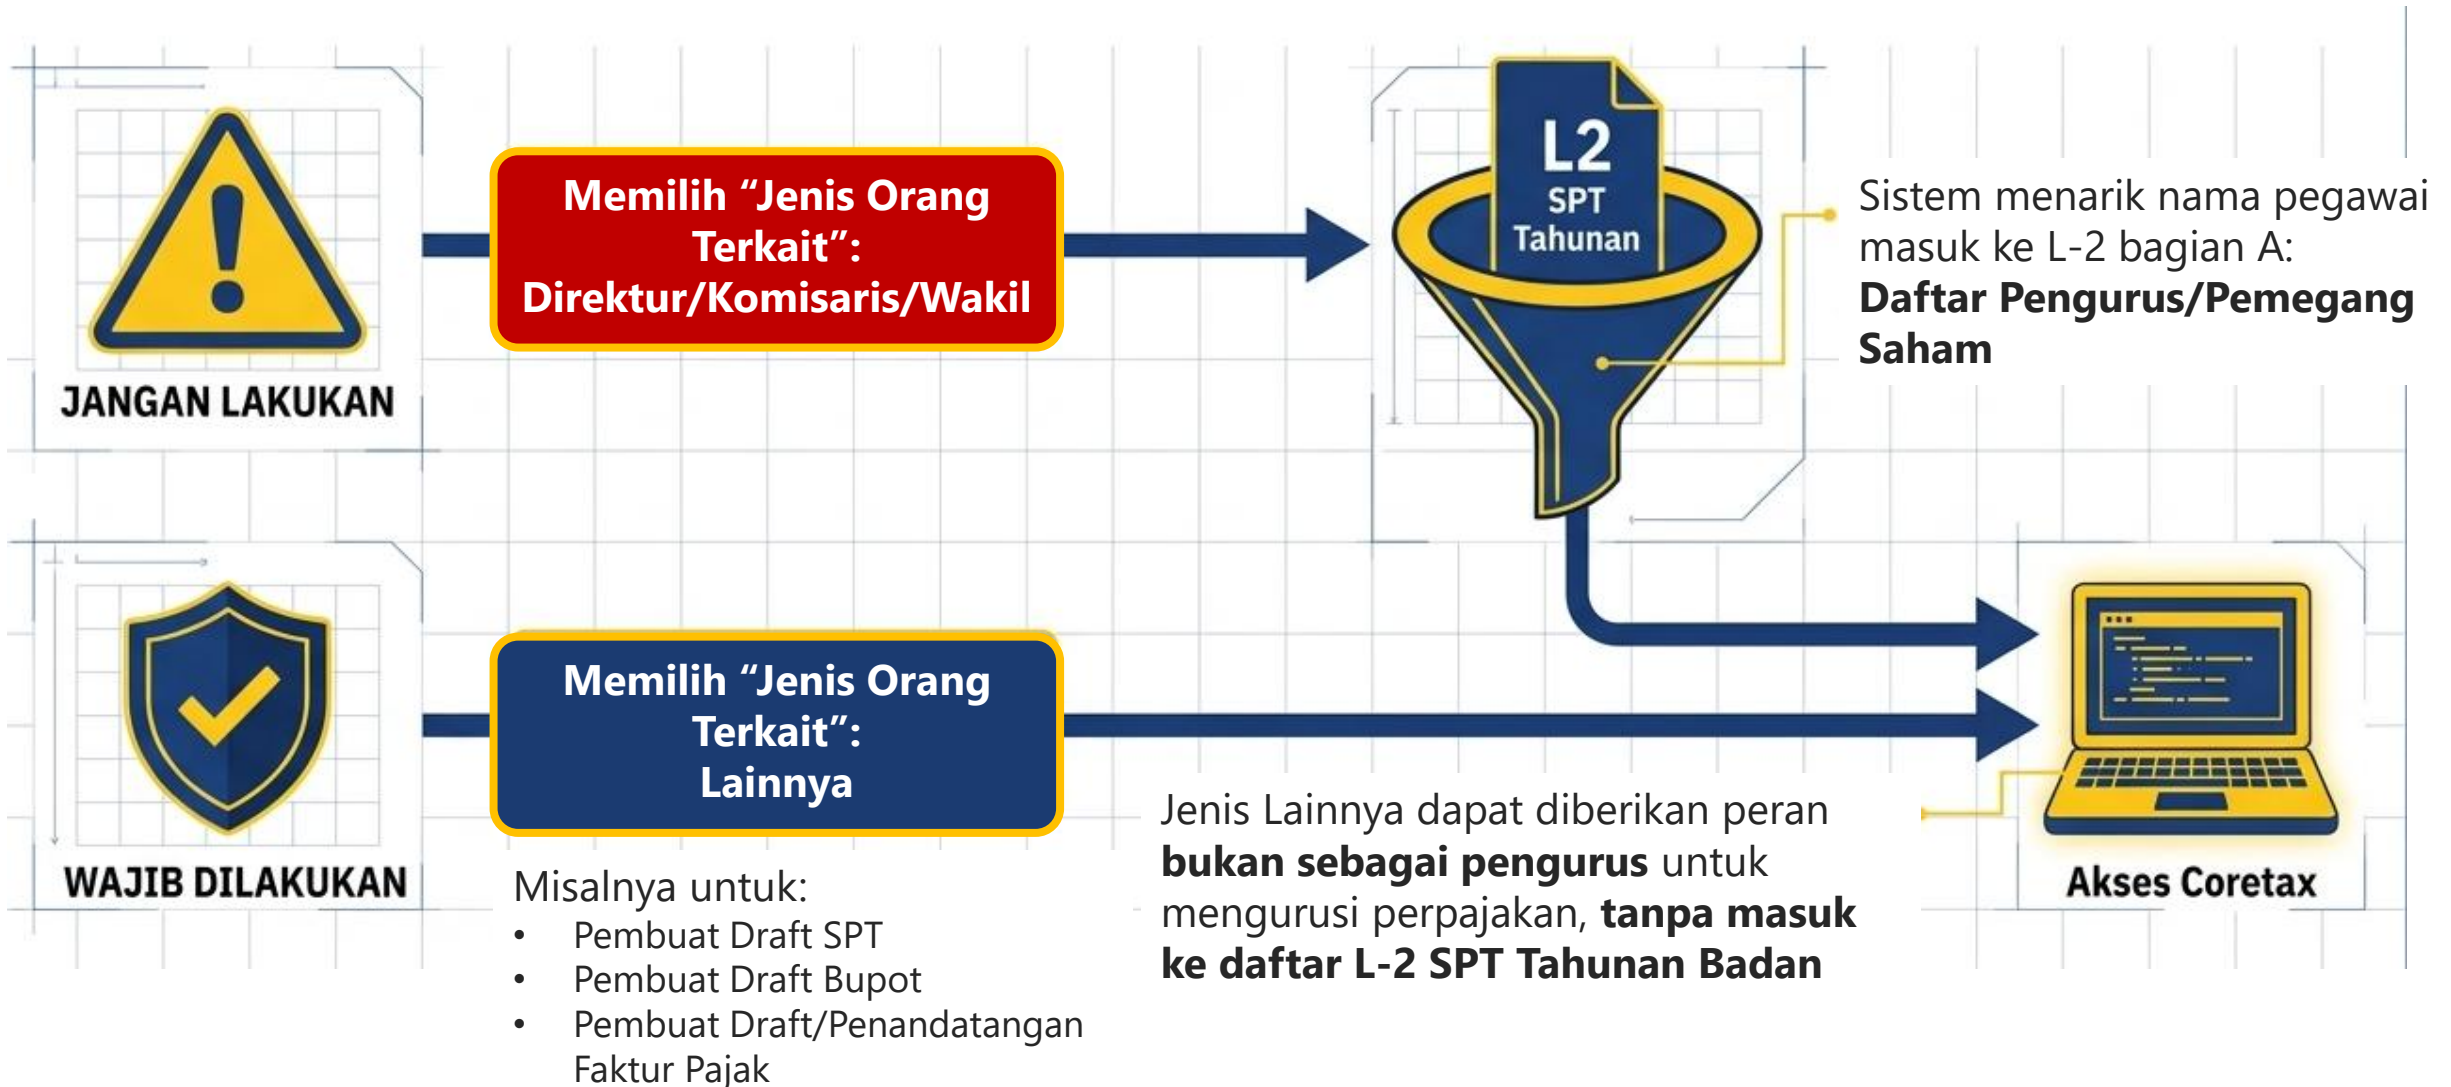 JANGAN LAKUKAN
Memilih “Jenis Orang
Terkait”:
Direktur/Komisaris/Wakil
L2
SPT
Tahunan
Sistem menarik nama pegawai
masuk ke L-2 bagian A:
Daftar Pengurus/Pemegang
Saham
WAJIB DILAKUKAN
Memilih “Jenis Orang
Terkait”:
Lainnya
Misalnya untuk:
• Pembuat Draft SPT
• Pembuat Draft Bupot
• Pembuat Draft/Penandatangan
Faktur Pajak
Jenis Lainnya dapat diberikan peran
bukan sebagai pengurus untuk
mengurusi perpajakan, tanpa masuk
ke daftar L-2 SPT Tahunan Badan
Akses Coretax